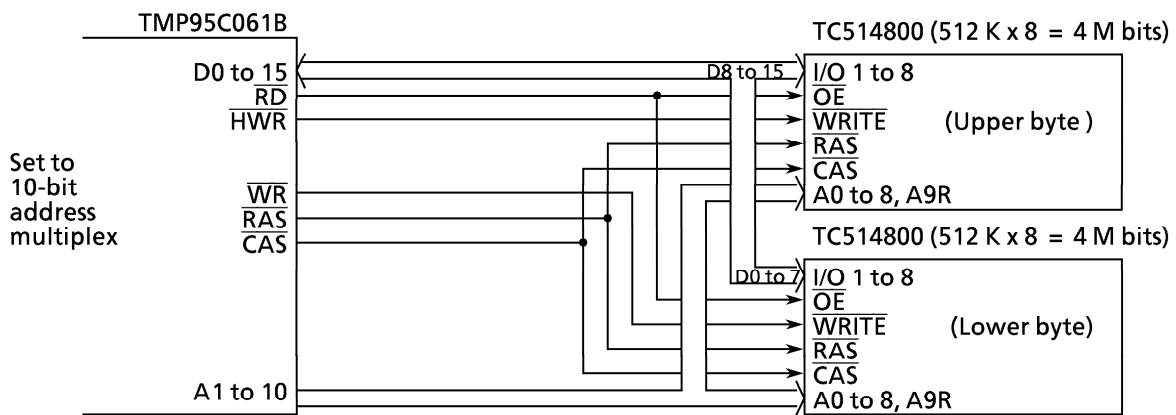 TMP95C061B
TC514800 (512 K x 8 = 4 M bits)
D0 to 15
D8 to 15
I/O 1 to 8
RD
OE
HWR
WRITE
(Upper byte )
RAS
CAS
Set to
10-bit
address
multiplex
WR
A0 to 8, A9R
RAS
CAS
TC514800 (512 K x 8 = 4 M bits)
D0 to 7
I/O 1 to 8
OE
WRITE
(Lower byte)
RAS
CAS
A1 to 10
A0 to 8, A9R